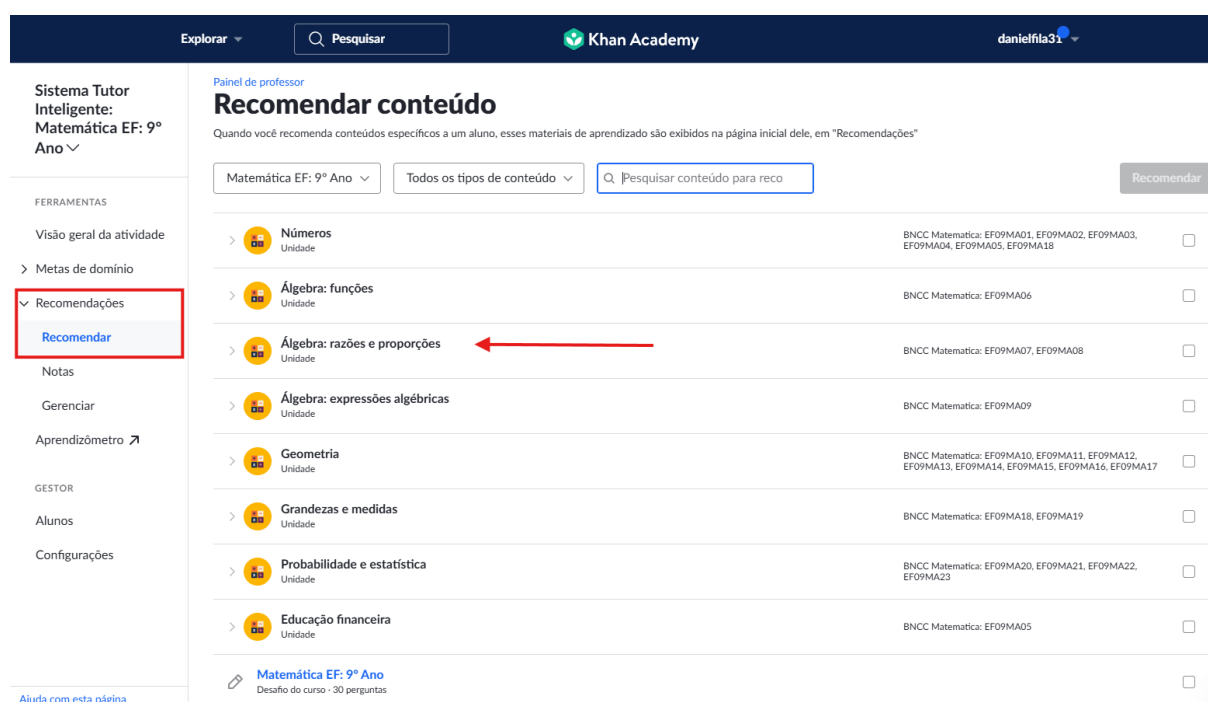 Explorar
Pesquisar
Khan Academy
danielfila31
Sistema Tutor
Inteligente:
Matemática EF: 9º
Ano
FERRAMENTAS
Visão geral da atividade
Metas de domínio
Recomendações
Recomendar
Notas
Gerenciar
Aprendizômetro
GESTOR
Alunos
Configurações
Ajuda com esta página
Painel de professor
Recomendar conteúdo
Quando você recomenda conteúdos específicos a um aluno, esses materiais de aprendizado são exibidos na página inicial dele, em "Recomendações"
Matemática EF: 9º Ano
Todos os tipos de conteúdo
Pesquisar conteúdo para reco
Recomendar
Números
Unidade
BNCC Matematica: EF09MA01, EF09MA02, EF09MA03,
EF09MA04, EF09MA05, EF09MA18
Álgebra: funções
Unidade
BNCC Matematica: EF09MA06
Álgebra: razões e proporções
Unidade
BNCC Matematica: EF09MA07, EF09MA08
Álgebra: expressões algébricas
Unidade
BNCC Matematica: EF09MA09
Geometria
Unidade
BNCC Matematica: EF09MA10, EF09MA11, EF09MA12,
EF09MA13, EF09MA14, EF09MA15, EF09MA16, EF09MA17
Grandezas e medidas
Unidade
BNCC Matematica: EF09MA18, EF09MA19
Probabilidade e estatística
Unidade
BNCC Matematica: EF09MA20, EF09MA21, EF09MA22,
EF09MA23
Educação financeira
Unidade
BNCC Matematica: EF09MA05
Matemática EF: 9º Ano
Desafio do curso · 30 perguntas